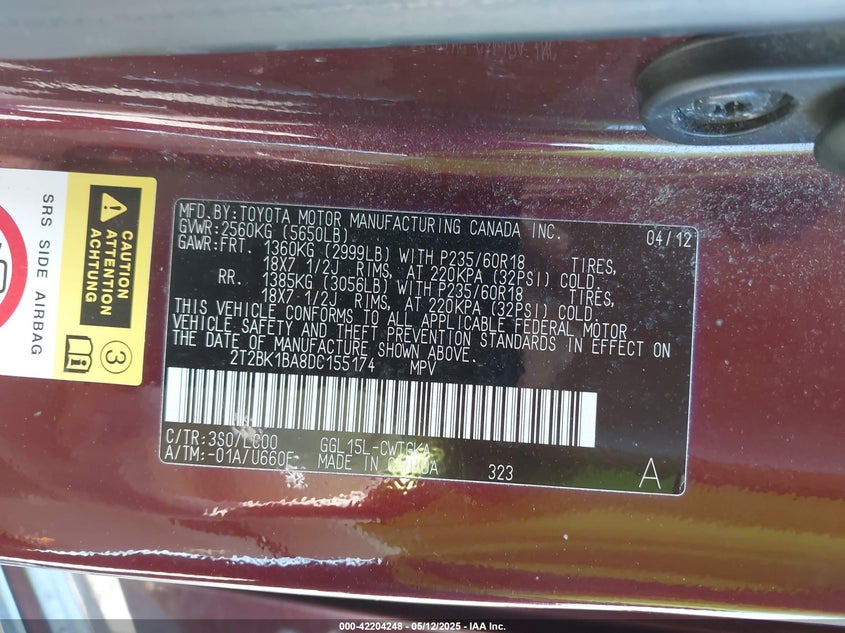 MFD.BY:TOYOTA MOTOR MANUFACTURING CANADA INC. 04/12
GVWR:2560KG (5650LB)
GAWR:FRT. 1360KG (2999LB) WITH P235/60R18 TIRES,
18X7 1/2J RIMS, AT 220KPA (32PSI) COLD.
RR. 1385KG (3056LB) WITH P235/60R18 TIRES,
18X7 1/2J RIMS, AT 220KPA (32PSI) COLD.
THIS VEHICLE CONFORMS TO ALL APPLICABLE FEDERAL MOTOR
VEHICLE SAFETY AND THEFT PREVENTION STANDARDS IN EFFECT ON
THE DATE OF MANUFACTURE SHOWN ABOVE.
2T2BK1BA8DC155174 MPV
C/TR:3S0/LC00 GGL15L-CWTGKA
A/TM:-01A/U660F MADE IN CANADA 323 A
SRS SIDE AIRBAG
CAUTION
ATTENTION
ACHTUNG
2 3
000-42204248 - 05/12/2025 - IAA Inc.